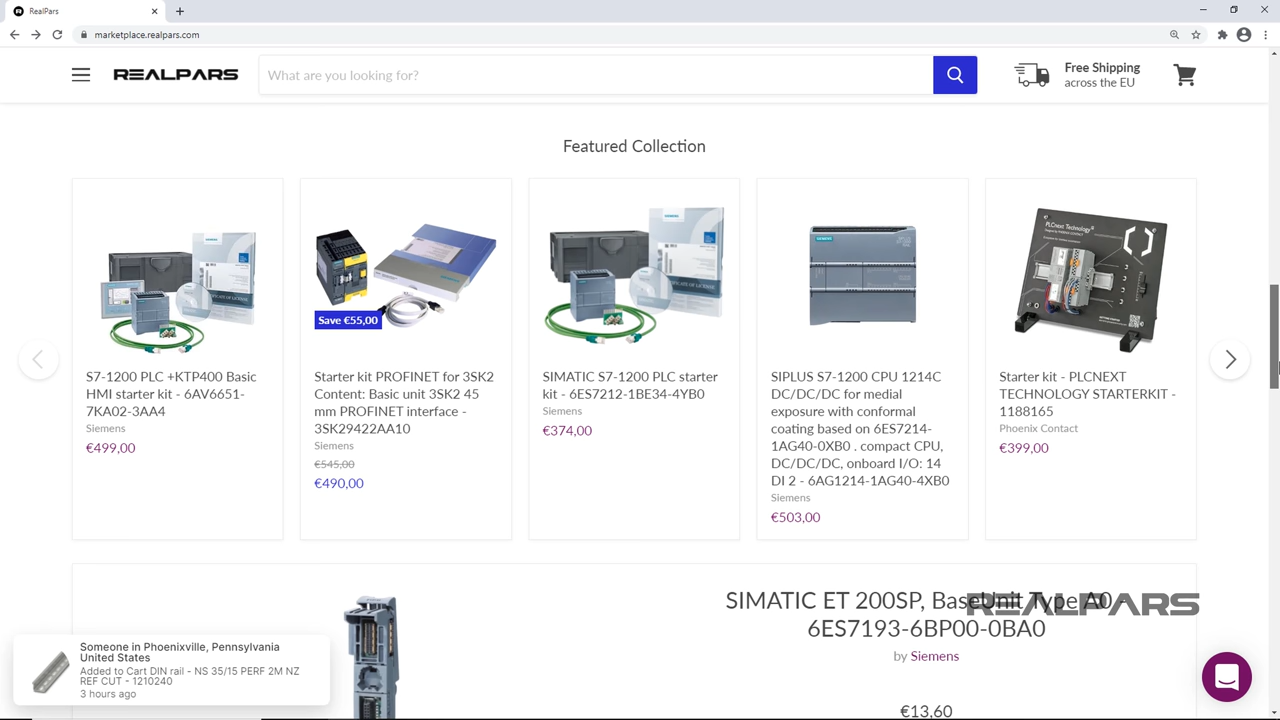 RealPars
marketplace.realpars.com
REALPARS
What are you looking for?
Free Shipping
across the EU
Featured Collection
Save €55,00
S7-1200 PLC +KTP400 Basic
HMI starter kit - 6AV6651-
7KA02-3AA4
Siemens
€499,00
Starter kit PROFINET for 3SK2
Content: Basic unit 3SK2 45
mm PROFINET interface -
3SK29422AA10
Siemens
€545,00
€490,00
SIMATIC S7-1200 PLC starter
kit - 6ES7212-1BE34-4YB0
Siemens
€374,00
SIEMENS
SIPLUS S7-1200 CPU 1214C
DC/DC/DC for medial
exposure with conformal
coating based on 6ES7214-
1AG40-0XB0 . compact CPU,
DC/DC/DC, onboard I/O: 14
DI 2 - 6AG1214-1AG40-4XB0
Siemens
€503,00
PLCnext Technology
Starter kit - PLCNEXT
TECHNOLOGY STARTERKIT -
1188165
Phoenix Contact
€399,00
SIMATIC ET 200SP, BaseUnit Type A0 -
6ES7193-6BP00-0BA0
by Siemens
€13,60
REALPARS
Someone in Phoenixville, Pennsylvania
United States
Added to Cart DIN rail - NS 35/15 PERF 2M NZ
REF CUT - 1210240
3 hours ago